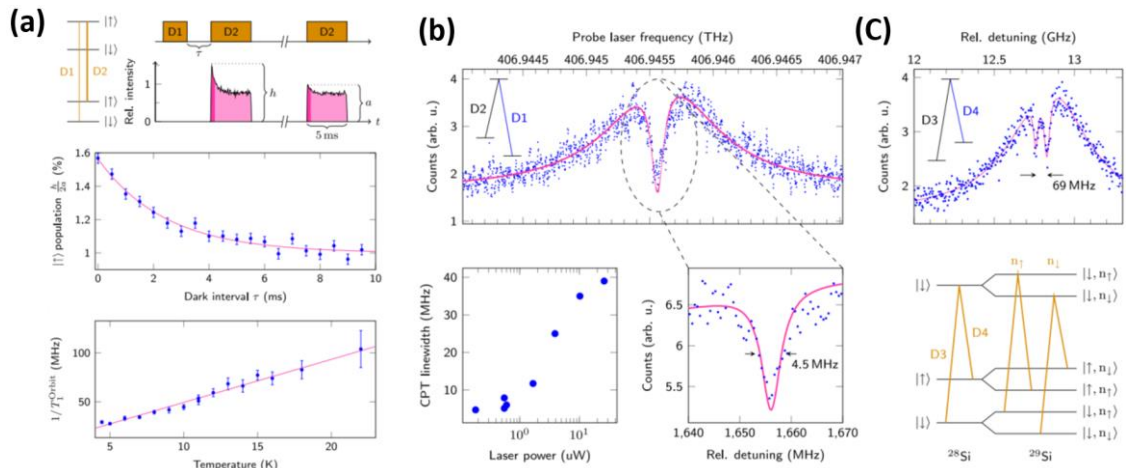 (a)
|↑⟩
|↓⟩
D1
D2
|↑⟩
|↓⟩
D1
D2
D2
τ
Rel. intensity
1
0
h
a
t
5 ms
|↑⟩ population h/2a (%)
1.6
1.4
1.2
1
0 2 4 6 8 10
Dark interval τ (ms)
1/T₁^Orbit (MHz)
100
50
5 10 15 20
Temperature (K)
(b)
Probe laser frequency (THz)
406.9445 406.945 406.9455 406.946 406.9465 406.947
D2
D1
Counts (arb. u.)
4
3
2
1
CPT linewidth (MHz)
40
30
20
10
0
10⁰ 10¹
Laser power (uW)
Counts (arb. u.)
6.5
6
5.5
4.5 MHz
1,640 1,650 1,660 1,670
Rel. detuning (MHz)
(C)
Rel. detuning (GHz)
12 12.5 13
D3
D4
Counts (arb. u.)
4
3
2
69 MHz
n↑ n↓
|↓⟩
|↓, n↑⟩
|↓, n↓⟩
D4
D3
|↑⟩
|↑, n↓⟩
|↑, n↑⟩
|↓⟩
|↓, n↑⟩
|↓, n↓⟩
²⁸Si
²⁹Si